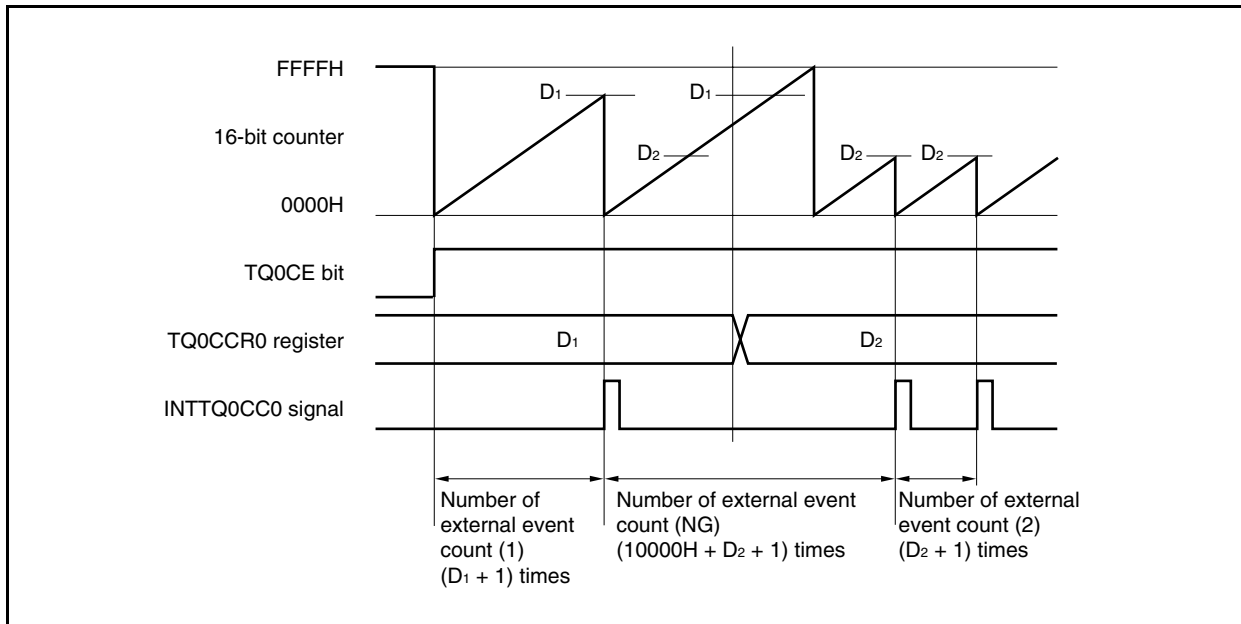 FFFFH
D1
D1
16-bit counter
D2
D2
D2
0000H
TQ0CE bit
TQ0CCR0 register
D1
D2
INTTQ0CC0 signal
Number of
external event
count (1)
(D1 + 1) times
Number of external event
count (NG)
(10000H + D2 + 1) times
Number of external
event count (2)
(D2 + 1) times